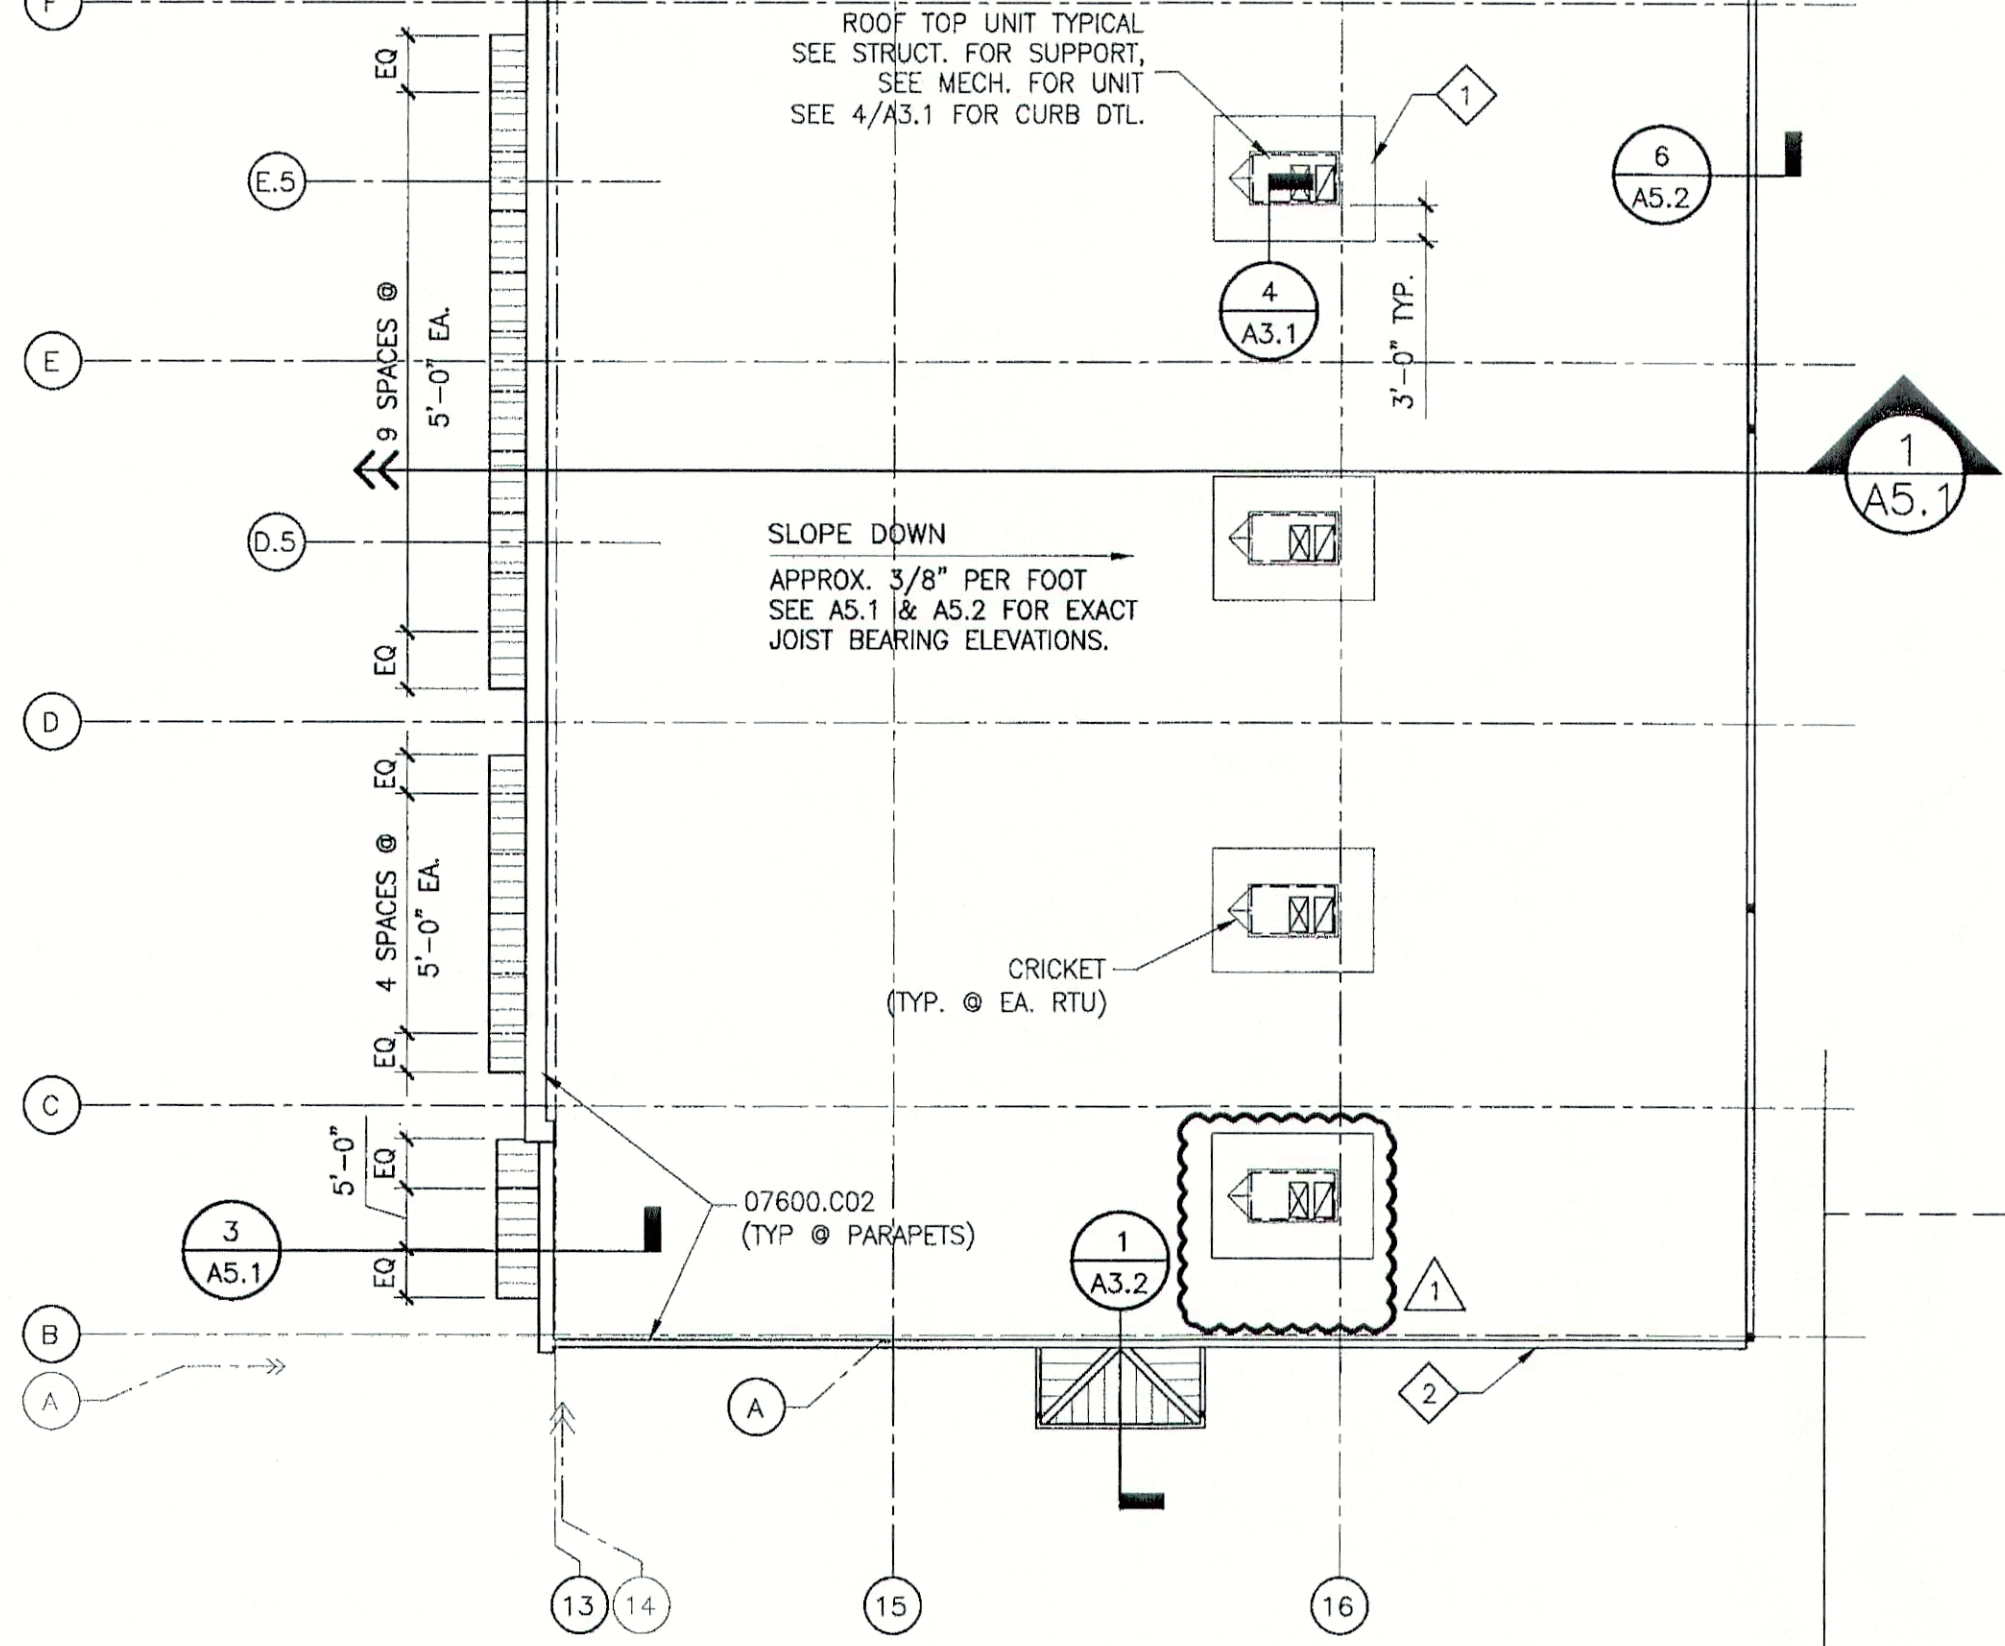 F
ROOF TOP UNIT TYPICAL
SEE STRUCT. FOR SUPPORT,
SEE MECH. FOR UNIT
SEE 4/A3.1 FOR CURB DTL.
1
6
A5.2
EQ
E.5
4
A3.1
3'-0" TYP.
9 SPACES @
5'-0" EA.
E
1
A5.1
D.5
SLOPE DOWN
APPROX. 3/8" PER FOOT
SEE A5.1 & A5.2 FOR EXACT
JOIST BEARING ELEVATIONS.
EQ
D
EQ
4 SPACES @
5'-0" EA.
CRICKET
(TYP. @ EA. RTU)
EQ
C
5'-0"
EQ
07600.C02
(TYP @ PARAPETS)
3
A5.1
EQ
1
A3.2
1
B
A
A
2
13
14
15
16